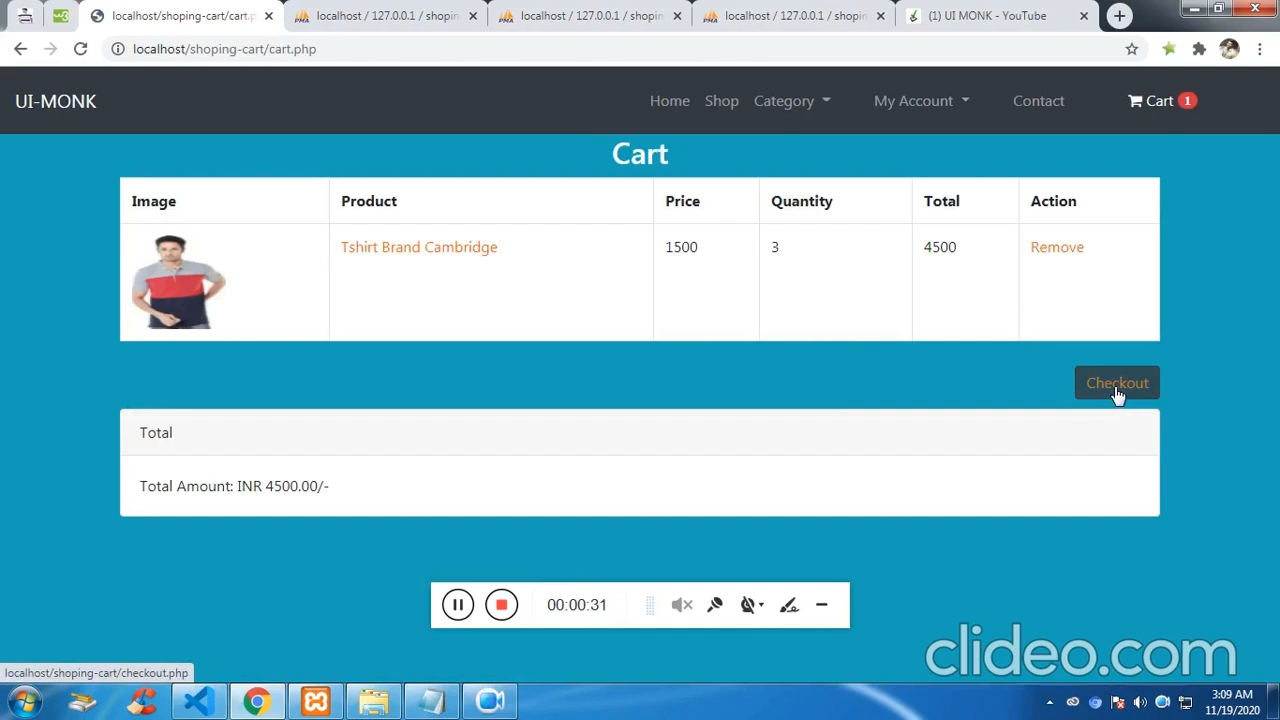 localhost/shoping-cart/cart.p
localhost / 127.0.0.1 / shoping
localhost / 127.0.0.1 / shoping
localhost / 127.0.0.1 / shoping
(1) UI MONK - YouTube
localhost/shoping-cart/cart.php
UI-MONK
Home
Shop
Category
My Account
Contact
Cart 1
Cart
Image Product Price Quantity Total Action
Tshirt Brand Cambridge 1500 3 4500 Remove
Checkout
Total
Total Amount: INR 4500.00/-
00:00:31
clideo.com
localhost/shoping-cart/checkout.php
3:09 AM
11/19/2020